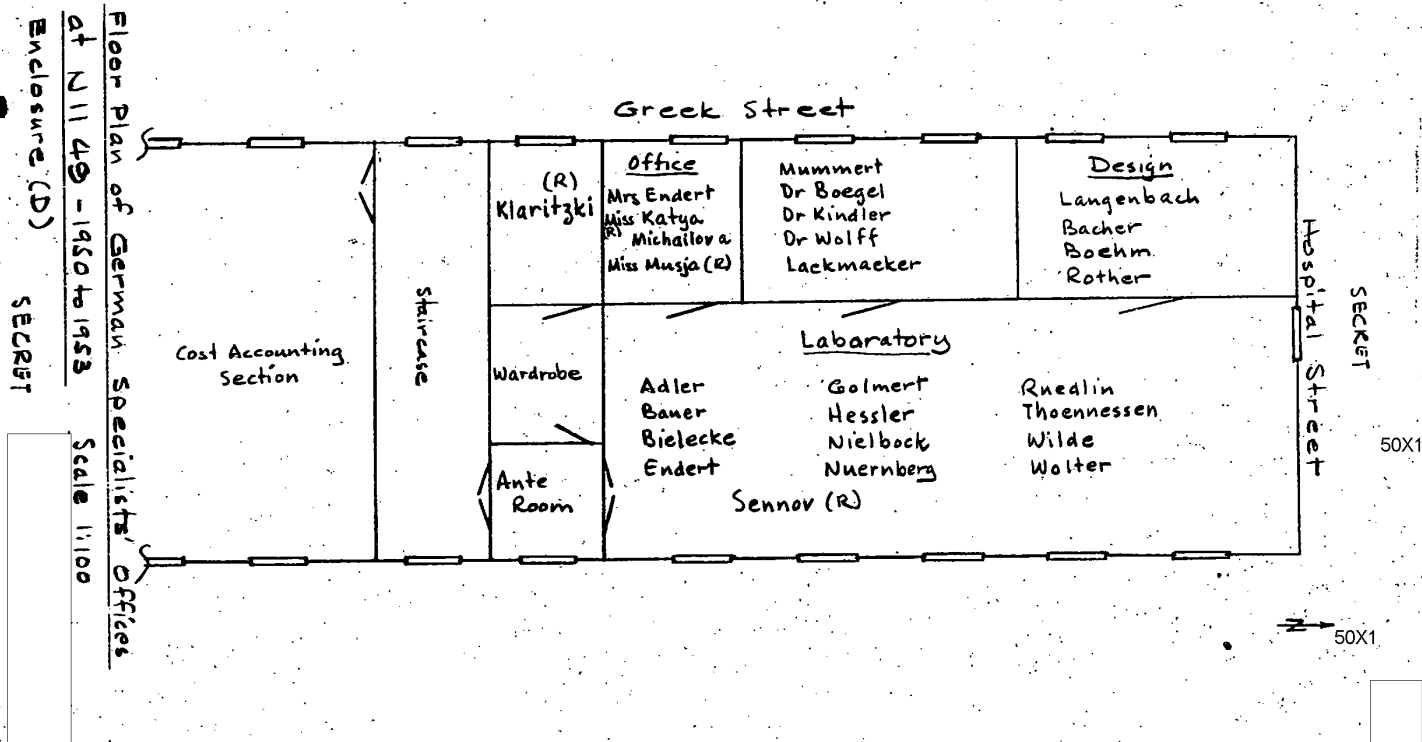 Floor Plan of German Specialists' Offices
at NII 49 - 1950 to 1953 Scale 1:100
Enclosure (D)
SECRET
Greek Street
(R)
Klaritzki
Office
Mrs Endert
Miss Katya
(R) Michailova
Miss Musja (R)
Mummert
Dr Boegel
Dr Kindler
Dr Wolff
Lackmaeker
Design
Langenbach
Bacher
Boehm
Rother
Hospital Street
SECRET
Cost Accounting
Section
Staircase
Wardrobe
Ante
Room
Labaratory
Adler
Bauer
Bielecke
Endert
Golmert
Hessler
Nielbock
Nuernberg
Ruedlin
Thoennessen
Wilde
Wolter
Sennov (R)
50X1
N
50X1